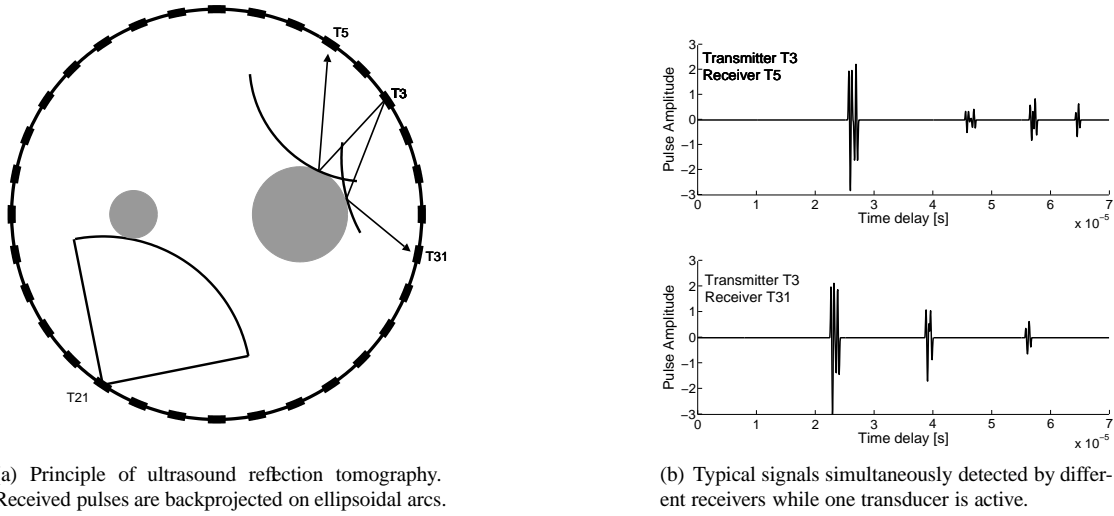 T5
T3
T31
T21
(a) Principle of ultrasound reflection tomography.
Received pulses are backprojected on ellipsoidal arcs.
Transmitter T3
Receiver T5
Pulse Amplitude
3
2
1
0
−1
−2
−3
0 1 2 3 4 5 6 7
Time delay [s]
x 10⁻⁵
Transmitter T3
Receiver T31
Pulse Amplitude
3
2
1
0
−1
−2
−3
0 1 2 3 4 5 6 7
Time delay [s]
x 10⁻⁵
(b) Typical signals simultaneously detected by differ-
ent receivers while one transducer is active.